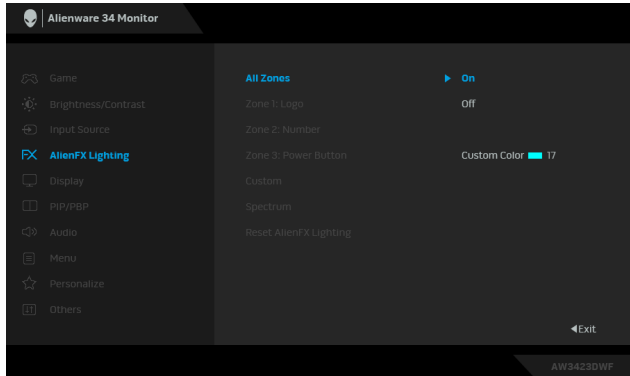 Alienware 34 Monitor
Game
Brightness/Contrast
Input Source
FX AlienFX Lighting
Display
PIP/PBP
Audio
Menu
Personalize
Others
All Zones
Zone 1: Logo
Zone 2: Number
Zone 3: Power Button
Custom
Spectrum
Reset AlienFX Lighting
On
Off
Custom Color 17
Exit
AW3423DWF